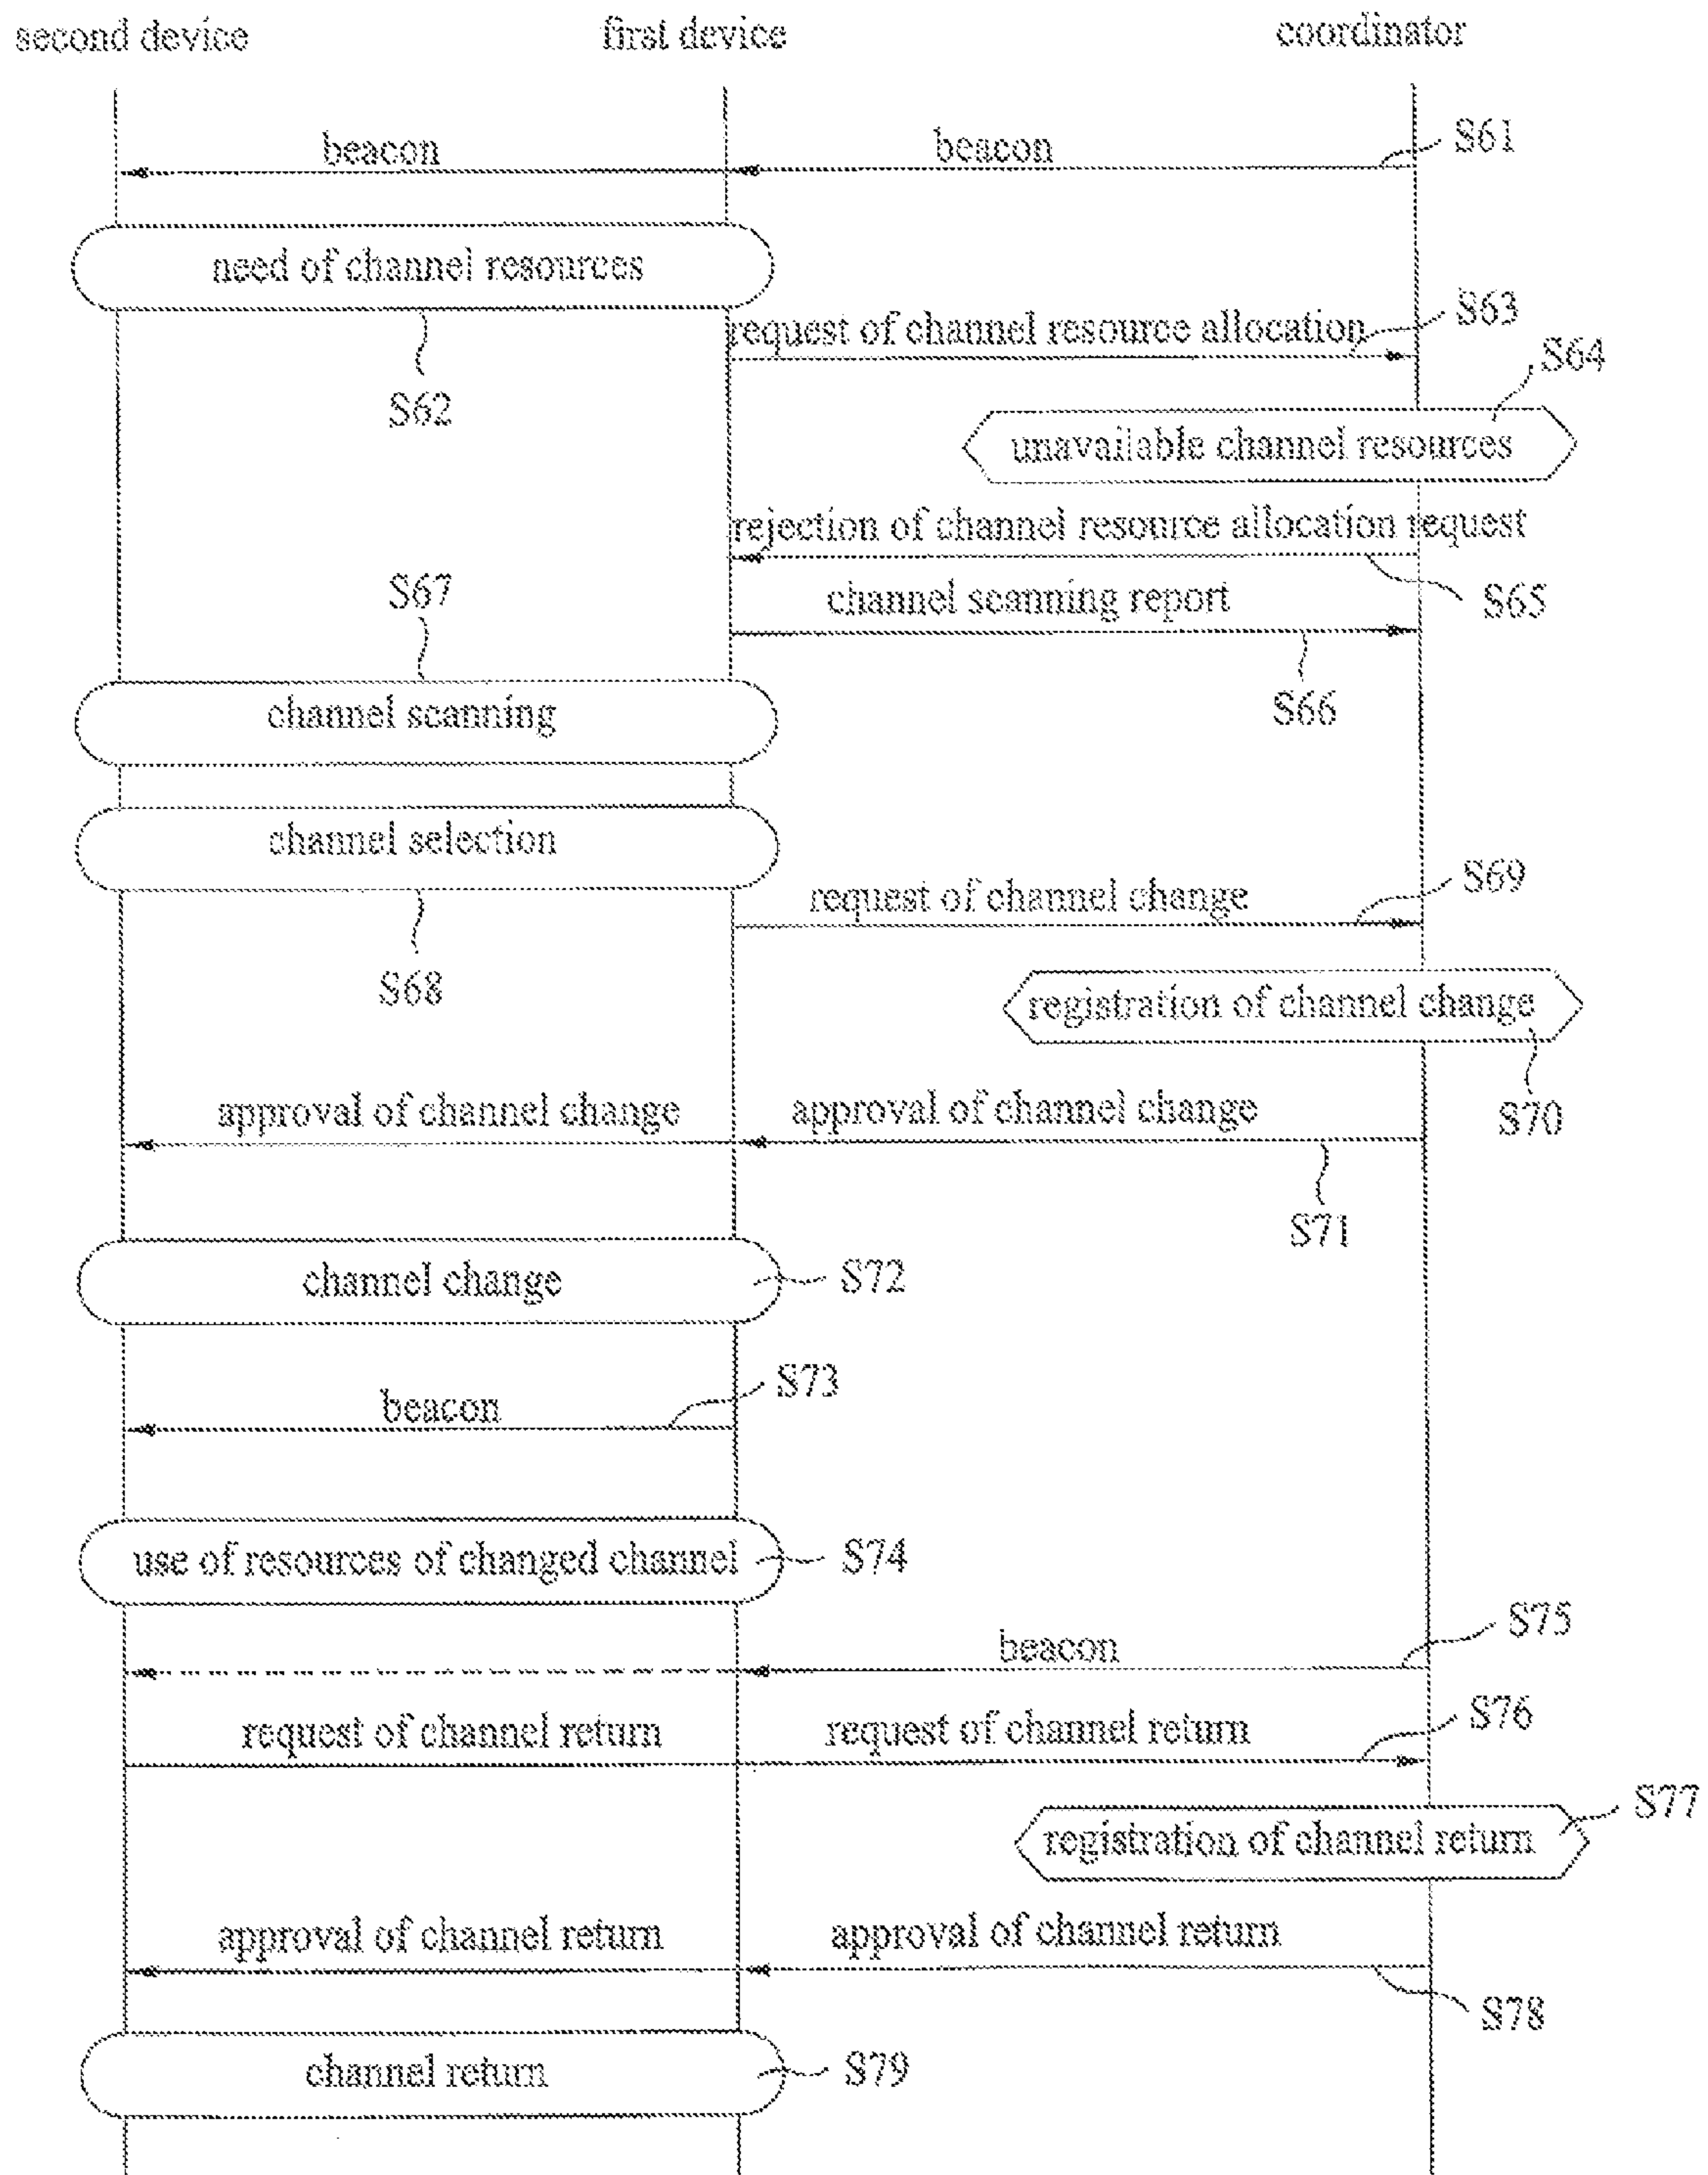 second device
first device
coordinator
beacon
beacon
S61
need of channel resources
S62
request of channel resource allocation
S63
S64
unavailable channel resources
rejection of channel resource allocation request
S65
S67
channel scanning report
S66
channel scanning
channel selection
S68
request of channel change
S69
registration of channel change
S70
approval of channel change
approval of channel change
S71
channel change
S72
beacon
S73
use of resources of changed channel
S74
beacon
S75
request of channel return
request of channel return
S76
S77
registration of channel return
approval of channel return
approval of channel return
S78
channel return
S79